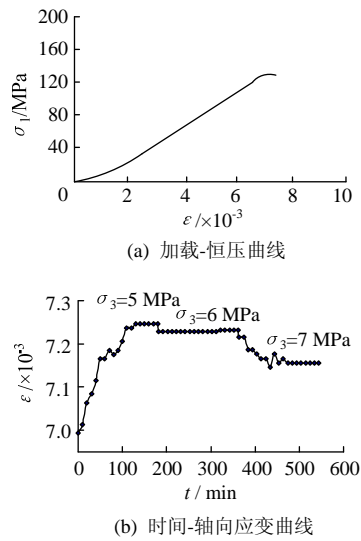 200
160
120
80
40
0
σ₁/MPa
2
4
6
8
10
ε /×10⁻³
(a) 加载-恒压曲线
7.3
7.2
7.1
7.0
ε /×10⁻³
σ₃=5 MPa
σ₃=6 MPa
σ₃=7 MPa
0
100
200
300
400
500
600
t / min
(b) 时间-轴向应变曲线